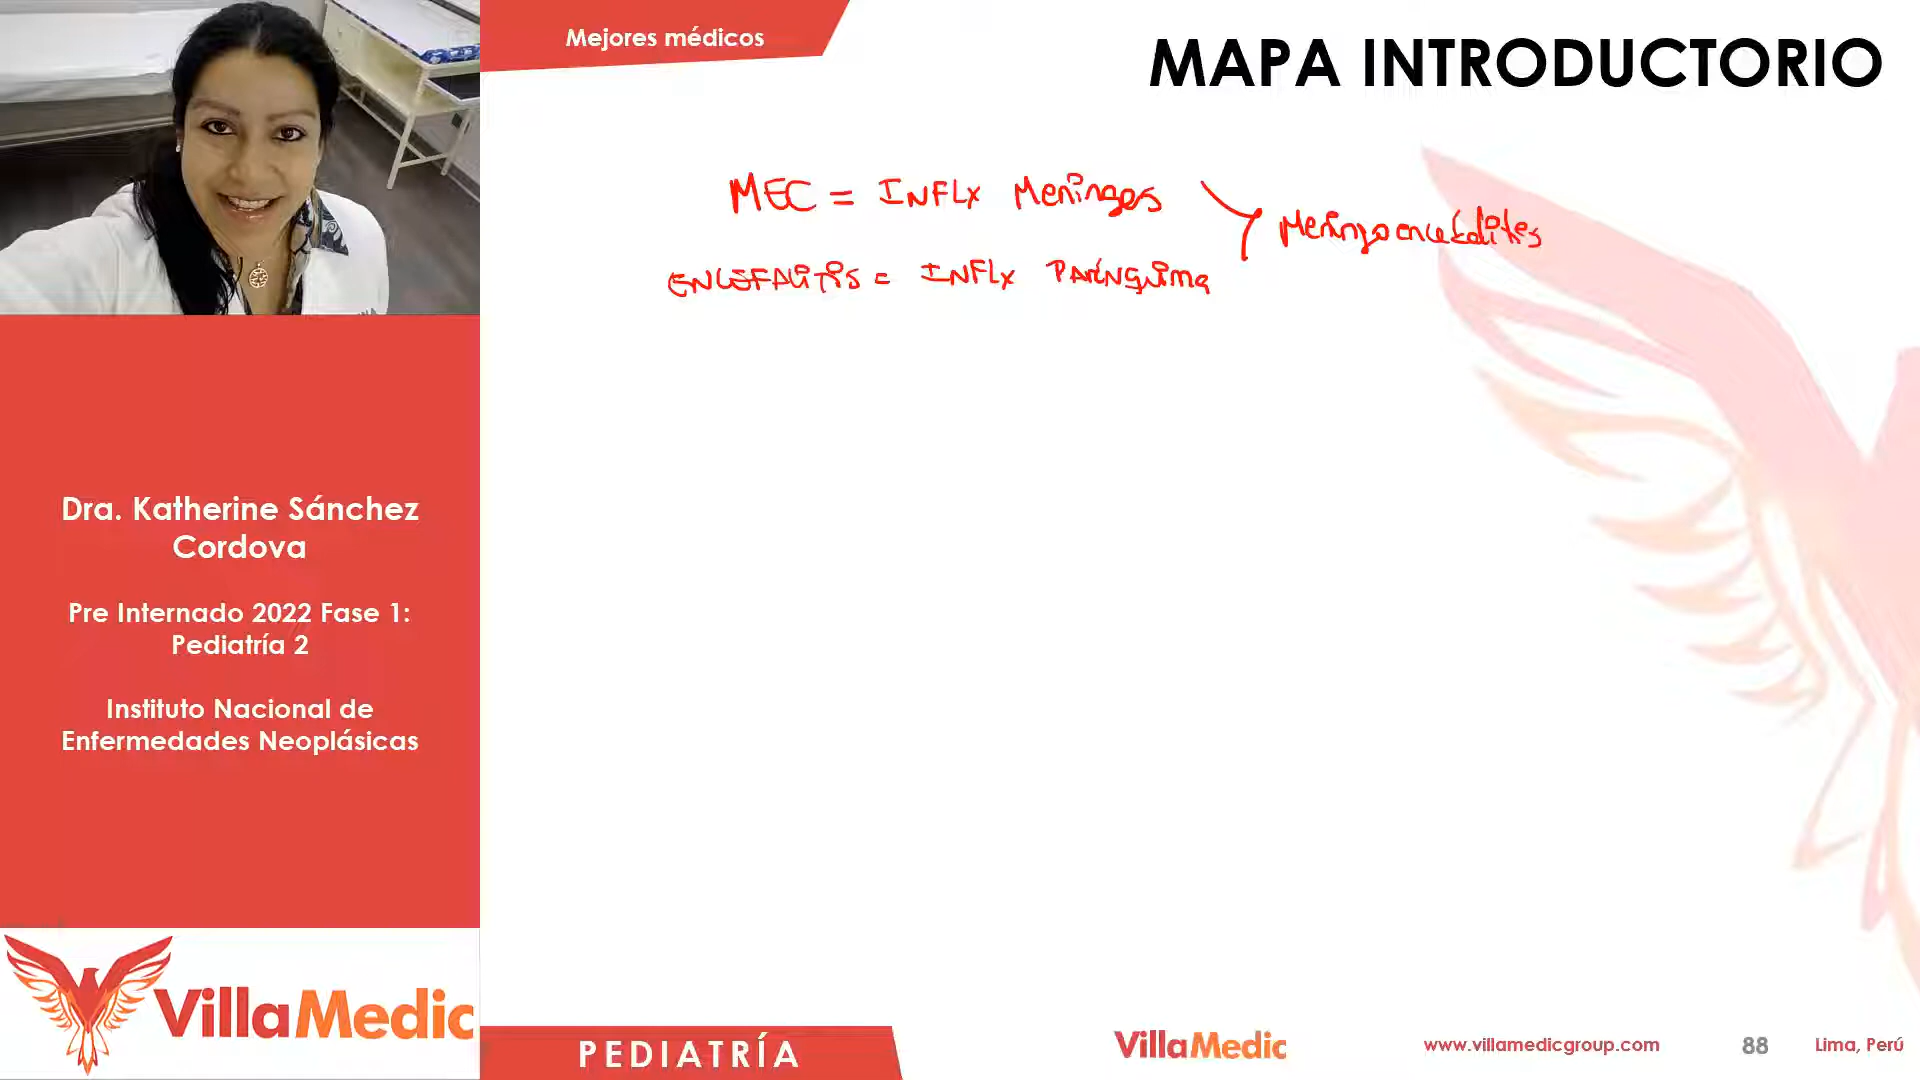 Mejores médicos
MAPA INTRODUCTORIO
MEC = INFLx Meninges
Meningoencefalitis
ENCEFALITIS = INFLx PARÉNQUIMA
Dra. Katherine Sánchez
Cordova
Pre Internado 2022 Fase 1:
Pediatría 2
Instituto Nacional de
Enfermedades Neoplásicas
VillaMedic
PEDIATRÍA
VillaMedic
www.villamedicgroup.com
88
Lima, Perú